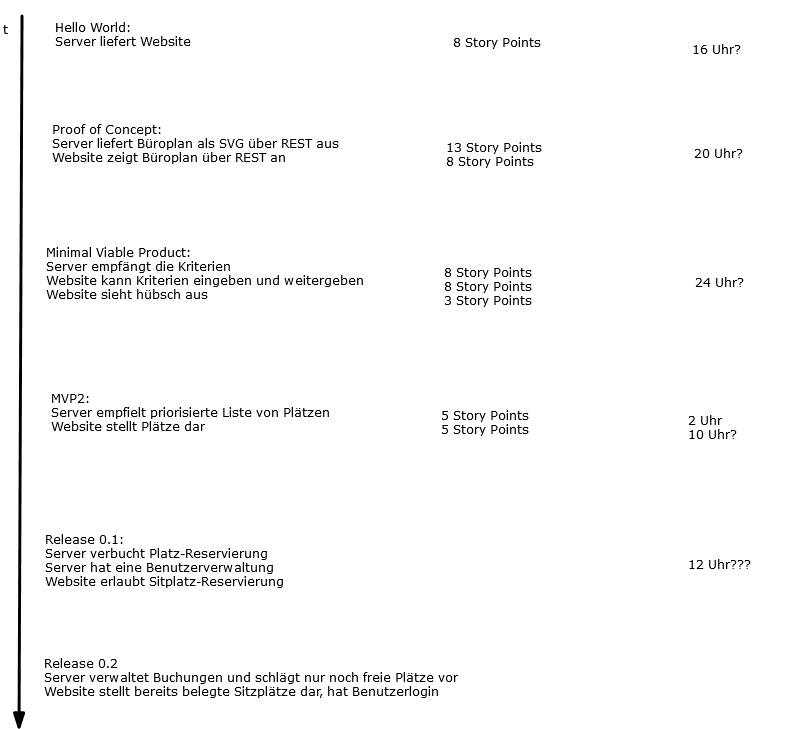 t
Hello World:
Server liefert Website
8 Story Points
16 Uhr?
Proof of Concept:
Server liefert Büroplan als SVG über REST aus
Website zeigt Büroplan über REST an
13 Story Points
8 Story Points
20 Uhr?
Minimal Viable Product:
Server empfängt die Kriterien
Website kann Kriterien eingeben und weitergeben
Website sieht hübsch aus
8 Story Points
8 Story Points
3 Story Points
24 Uhr?
MVP2:
Server empfielt priorisierte Liste von Plätzen
Website stellt Plätze dar
5 Story Points
5 Story Points
2 Uhr
10 Uhr?
Release 0.1:
Server verbucht Platz-Reservierung
Server hat eine Benutzerverwaltung
Website erlaubt Sitplatz-Reservierung
12 Uhr???
Release 0.2
Server verwaltet Buchungen und schlägt nur noch freie Plätze vor
Website stellt bereits belegte Sitzplätze dar, hat Benutzerlogin